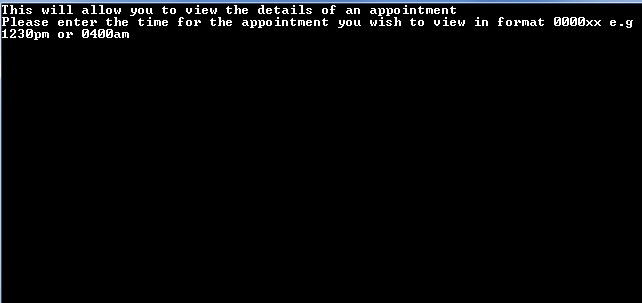 This will allow you to view the details of an appointment
Please enter the time for the appointment you wish to view in format 0000xx e.g
1230pm or 0400am